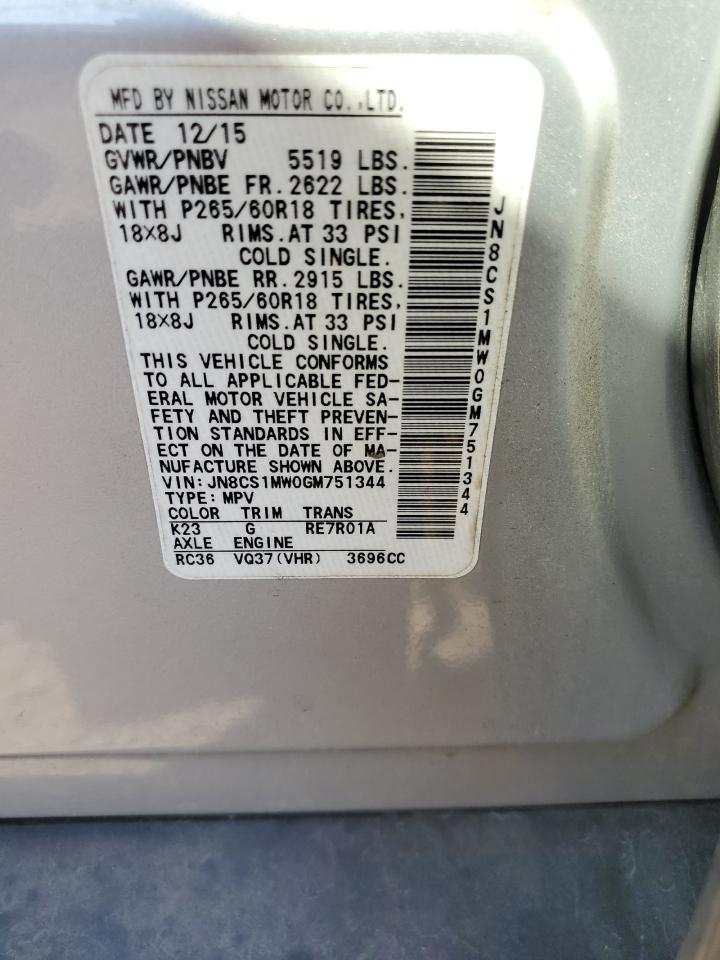 MFD BY NISSAN MOTOR CO.,LTD.
DATE 12/15
GVWR/PNBV 5519 LBS.
GAWR/PNBE FR. 2622 LBS.
WITH P265/60R18 TIRES,
18X8J RIMS. AT 33 PSI
COLD SINGLE.
GAWR/PNBE RR. 2915 LBS.
WITH P265/60R18 TIRES,
18X8J RIMS. AT 33 PSI
COLD SINGLE.
THIS VEHICLE CONFORMS
TO ALL APPLICABLE FED-
ERAL MOTOR VEHICLE SA-
FETY AND THEFT PREVEN-
TION STANDARDS IN EFF-
ECT ON THE DATE OF MA-
NUFACTURE SHOWN ABOVE.
VIN: JN8CS1MW0GM751344
TYPE: MPV
COLOR TRIM TRANS
K23 G RE7R01A
AXLE ENGINE
RC36 VQ37(VHR) 3696CC
JN8CS1MW0GM751344